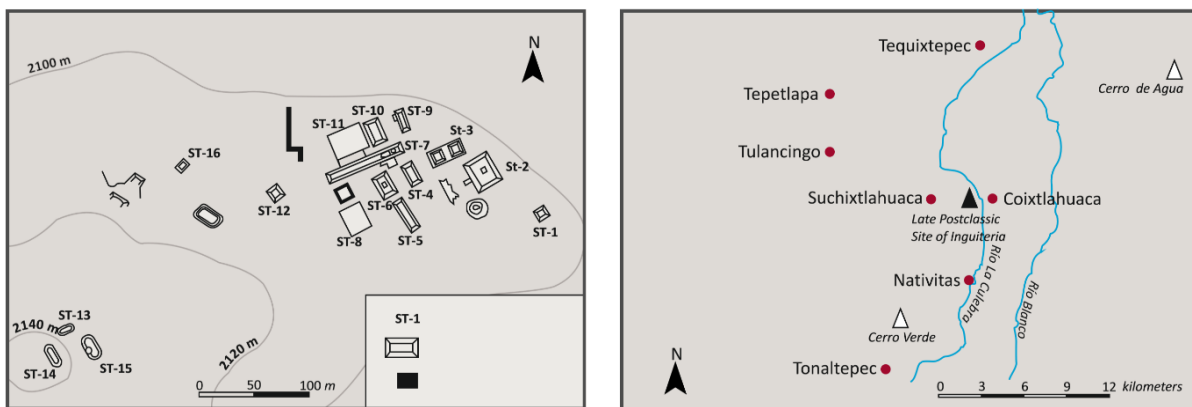 2100 m
N
ST-10
ST-9
ST-11
St-3
ST-7
St-2
ST-16
ST-4
ST-12
ST-6
ST-1
ST-8
ST-5
ST-1
ST-13
2140 m
2120 m
ST-14
ST-15
0 50 100 m
Tequixtepec
Cerro de Agua
Tepetlapa
Tulancingo
Suchixtlahuaca
Coixtlahuaca
Late Postclassic
Site of Inguiteria
Río La Culebra
Nativitas
Río Blanco
Cerro Verde
N
Tonaltepec
0 3 6 9 12 kilometers